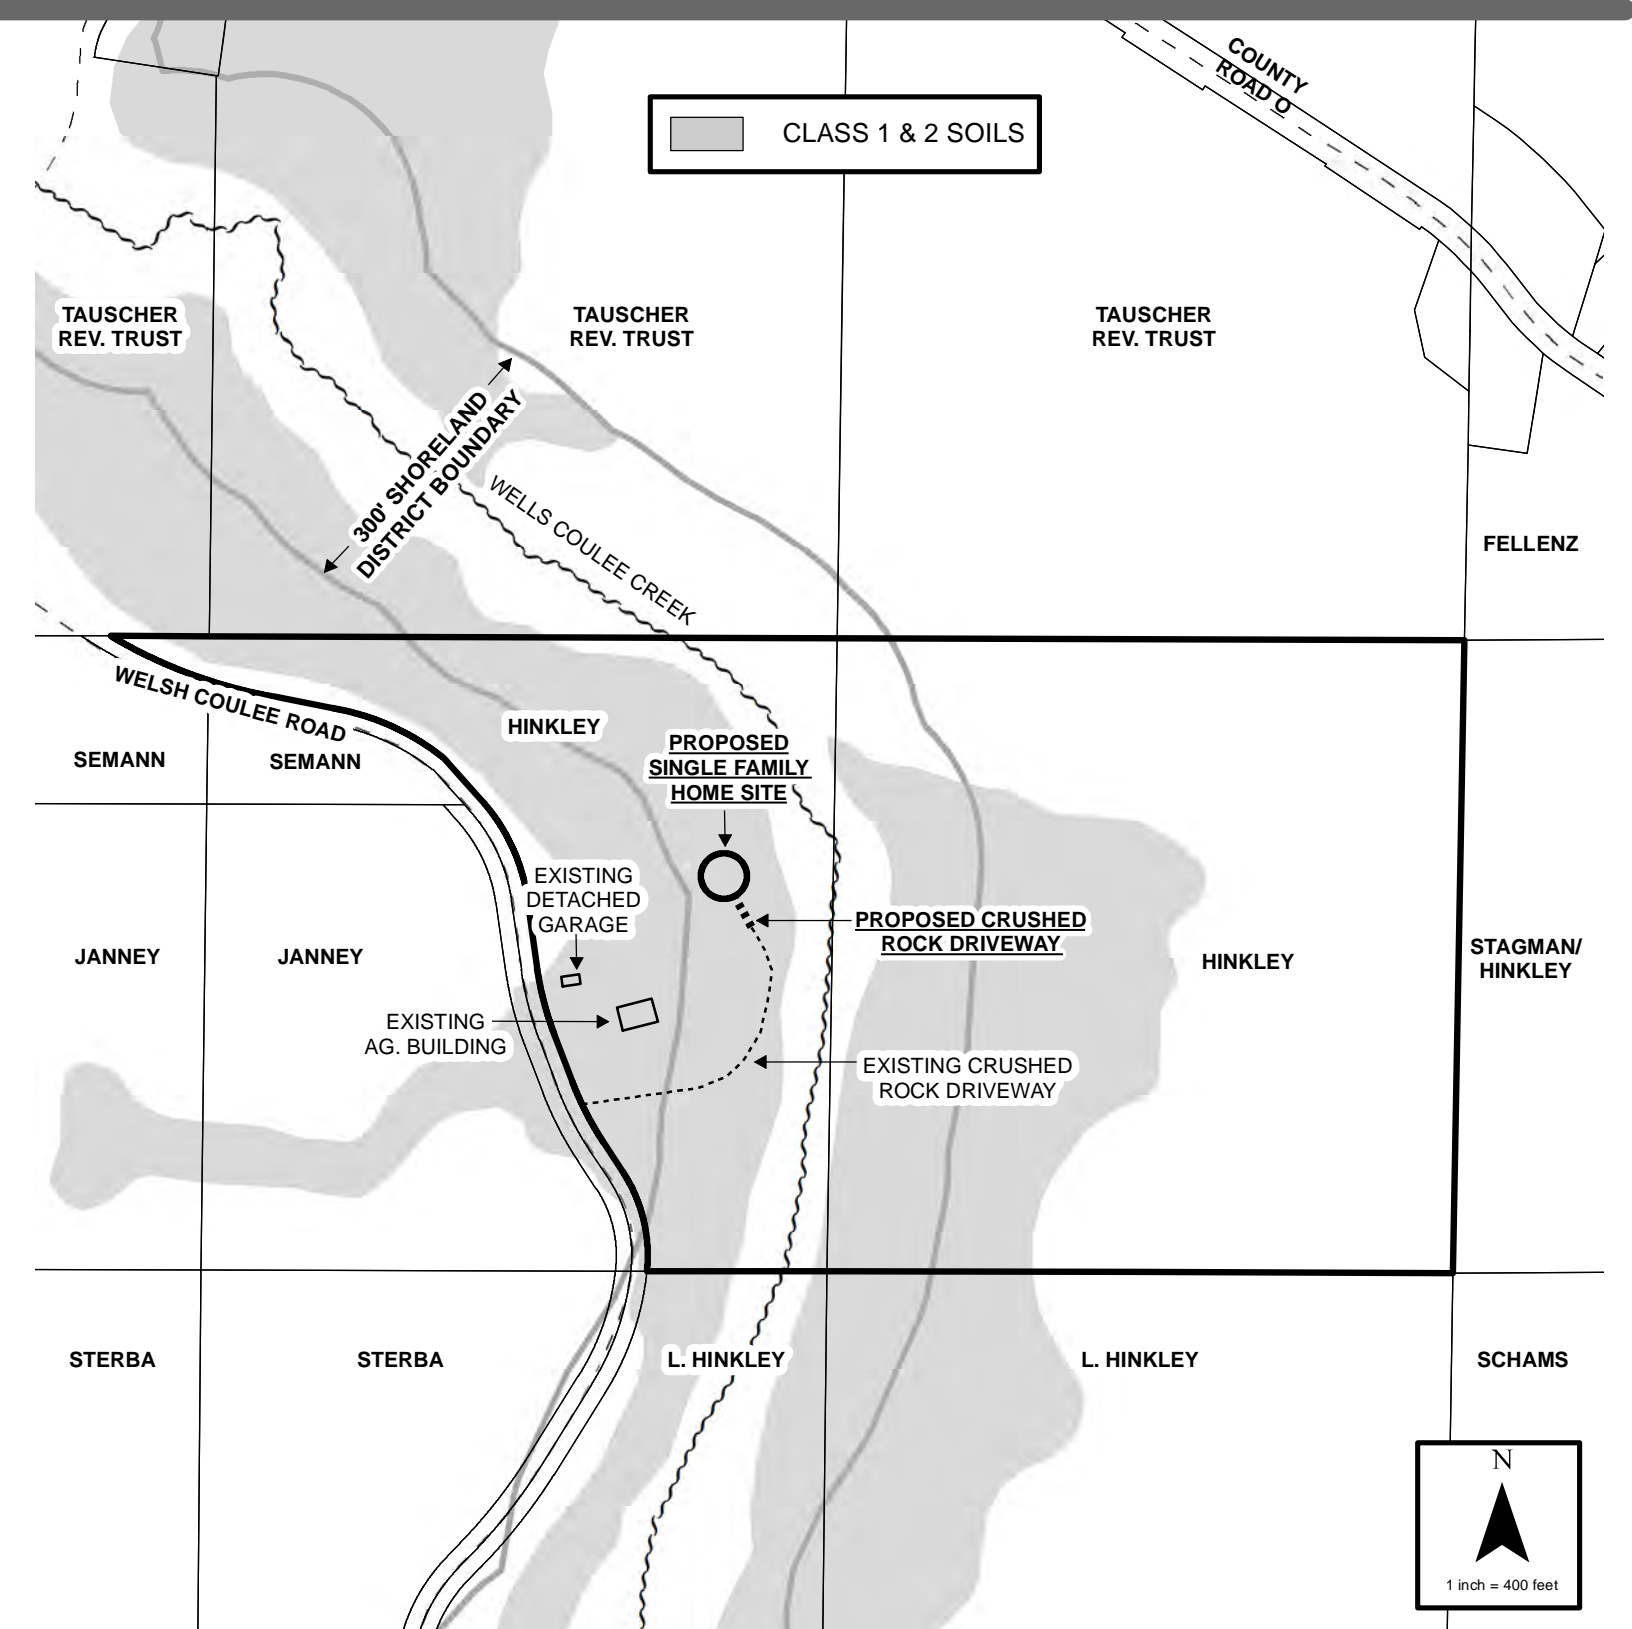 COUNTY
ROAD O
CLASS 1 & 2 SOILS
TAUSCHER
REV. TRUST
TAUSCHER
REV. TRUST
TAUSCHER
REV. TRUST
300' SHORELAND
DISTRICT BOUNDARY
WELLS COULEE CREEK
FELLENZ
WELSH COULEE ROAD
HINKLEY
SEMANN
SEMANN
PROPOSED
SINGLE FAMILY
HOME SITE
EXISTING
DETACHED
GARAGE
PROPOSED CRUSHED
ROCK DRIVEWAY
JANNEY
JANNEY
HINKLEY
STAGMAN/
HINKLEY
EXISTING
AG. BUILDING
EXISTING CRUSHED
ROCK DRIVEWAY
STERBA
STERBA
L. HINKLEY
L. HINKLEY
SCHAMS
N
1 inch = 400 feet